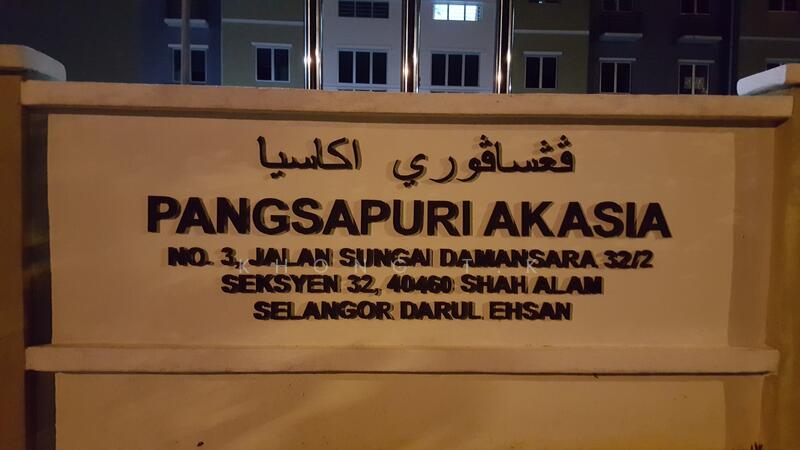 ڤڠساڤوري اكاسيا
PANGSAPURI AKASIA
NO. 3, JALAN SUNGAI DAMANSARA 32/2
KHONG T.K
SEKSYEN 32, 40460 SHAH ALAM
SELANGOR DARUL EHSAN